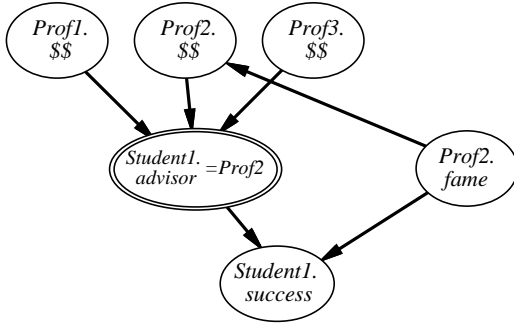 Prof1.
$$
Prof2.
$$
Prof3.
$$
Student1.
advisor =Prof2
Prof2.
fame
Student1.
success